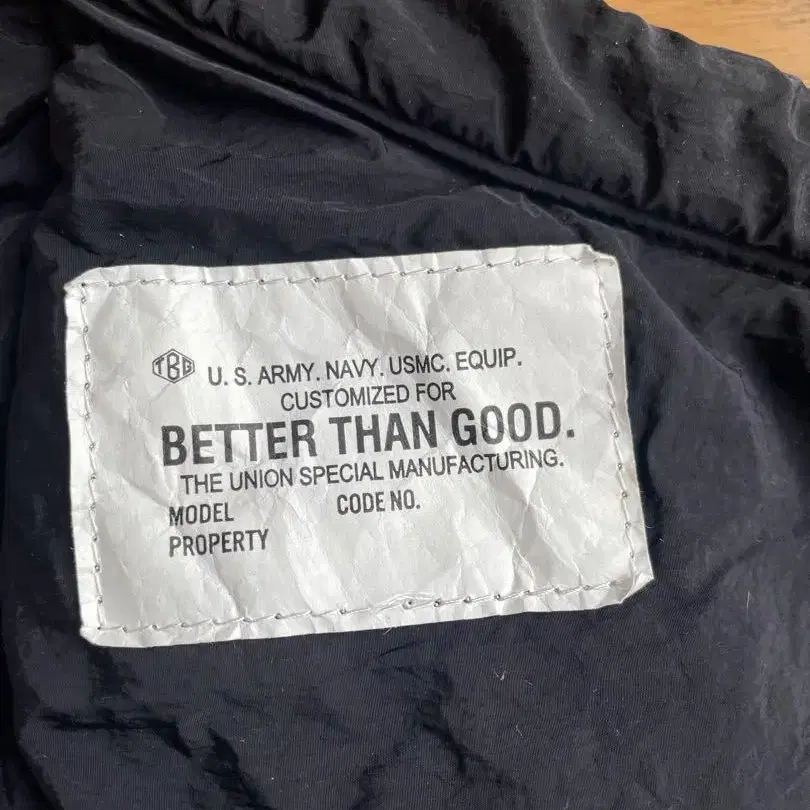 TBG U. S. ARMY. NAVY. USMC. EQUIP.
CUSTOMIZED FOR
BETTER THAN GOOD.
THE UNION SPECIAL MANUFACTURING.
MODEL CODE NO.
PROPERTY